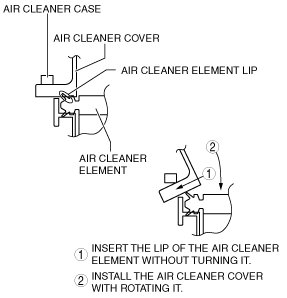 AIR CLEANER CASE
AIR CLEANER COVER
AIR CLEANER ELEMENT LIP
AIR CLEANER
ELEMENT
2
1
1 INSERT THE LIP OF THE AIR CLEANER
ELEMENT WITHOUT TURNING IT.
2 INSTALL THE AIR CLEANER COVER
WITH ROTATING IT.